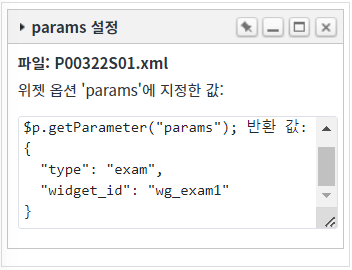 params 설정
파일: P00322S01.xml
위젯 옵션 'params'에 지정한 값:
$p.getParameter("params"); 반환 값:
{
  "type": "exam",
  "widget_id": "wg_exam1"
}